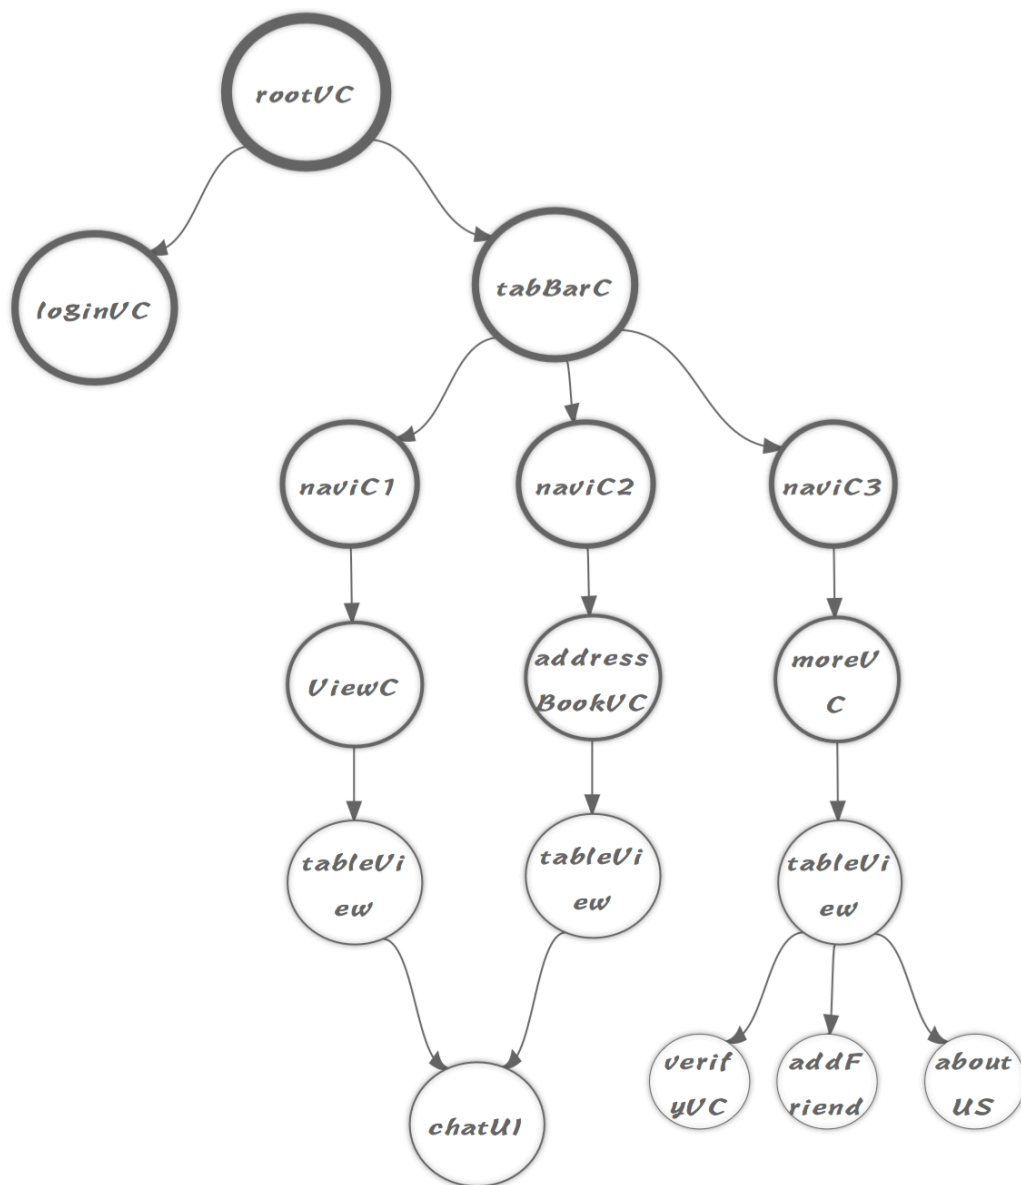 rootVC
loginVC
tabBarC
naviC1
naviC2
naviC3
ViewC
address
BookVC
moreV
C
tableVi
ew
tableVi
ew
tableVi
ew
verif
yVC
addF
riend
about
US
chatUI